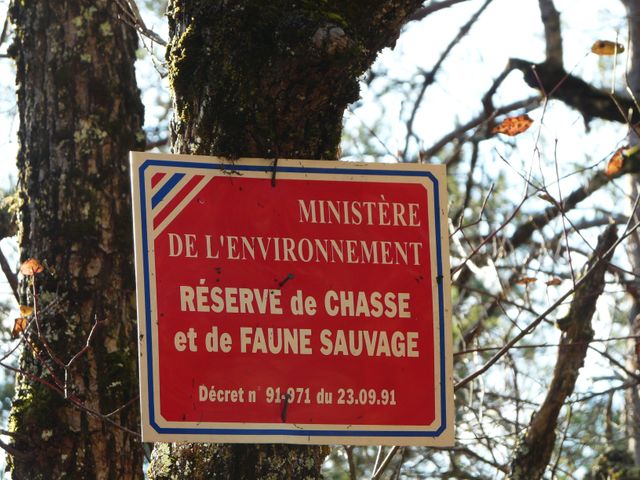 MINISTÈRE
DE L'ENVIRONNEMENT
RÉSERVE de CHASSE
et de FAUNE SAUVAGE
Décret n° 91-971 du 23.09.91